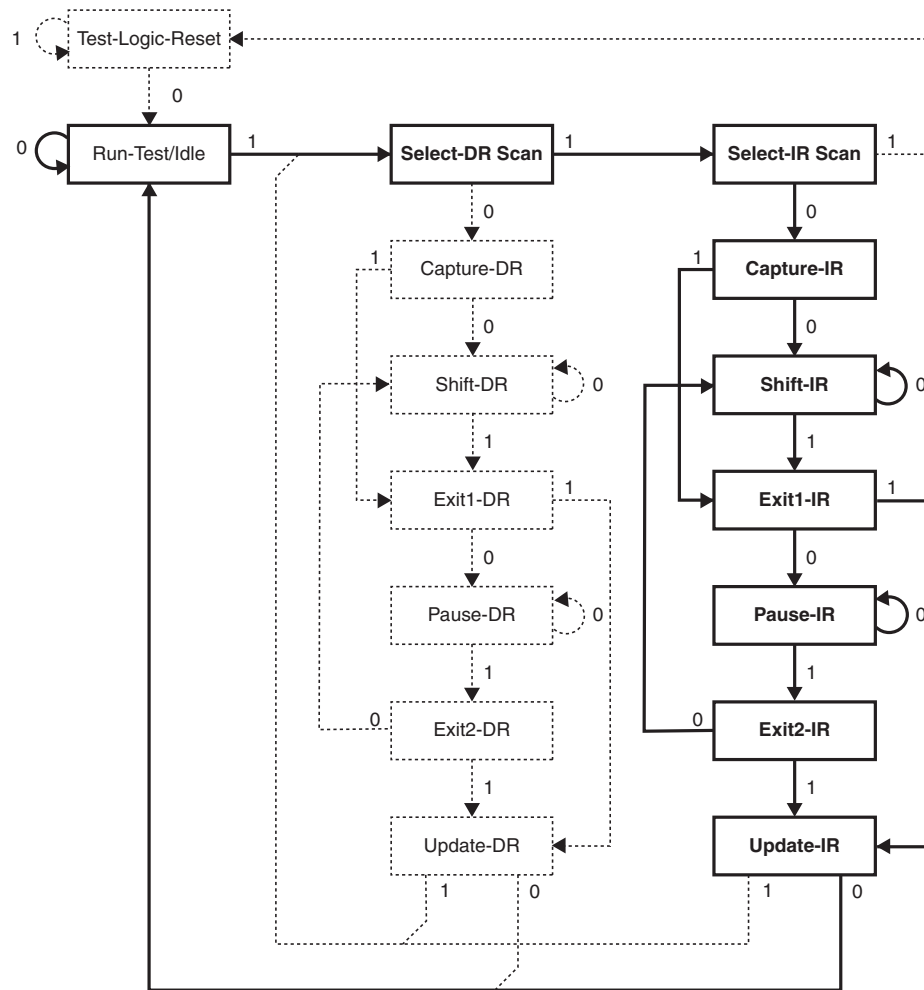 Test-Logic-Reset
1
0
Run-Test/Idle
0
1
Select-DR Scan
1
Select-IR Scan
1
0
0
1
Capture-DR
1
Capture-IR
0
0
Shift-DR
0
Shift-IR
0
1
1
Exit1-DR
1
Exit1-IR
1
0
0
Pause-DR
0
Pause-IR
0
1
1
0
Exit2-DR
0
Exit2-IR
1
1
Update-DR
Update-IR
1
0
1
0